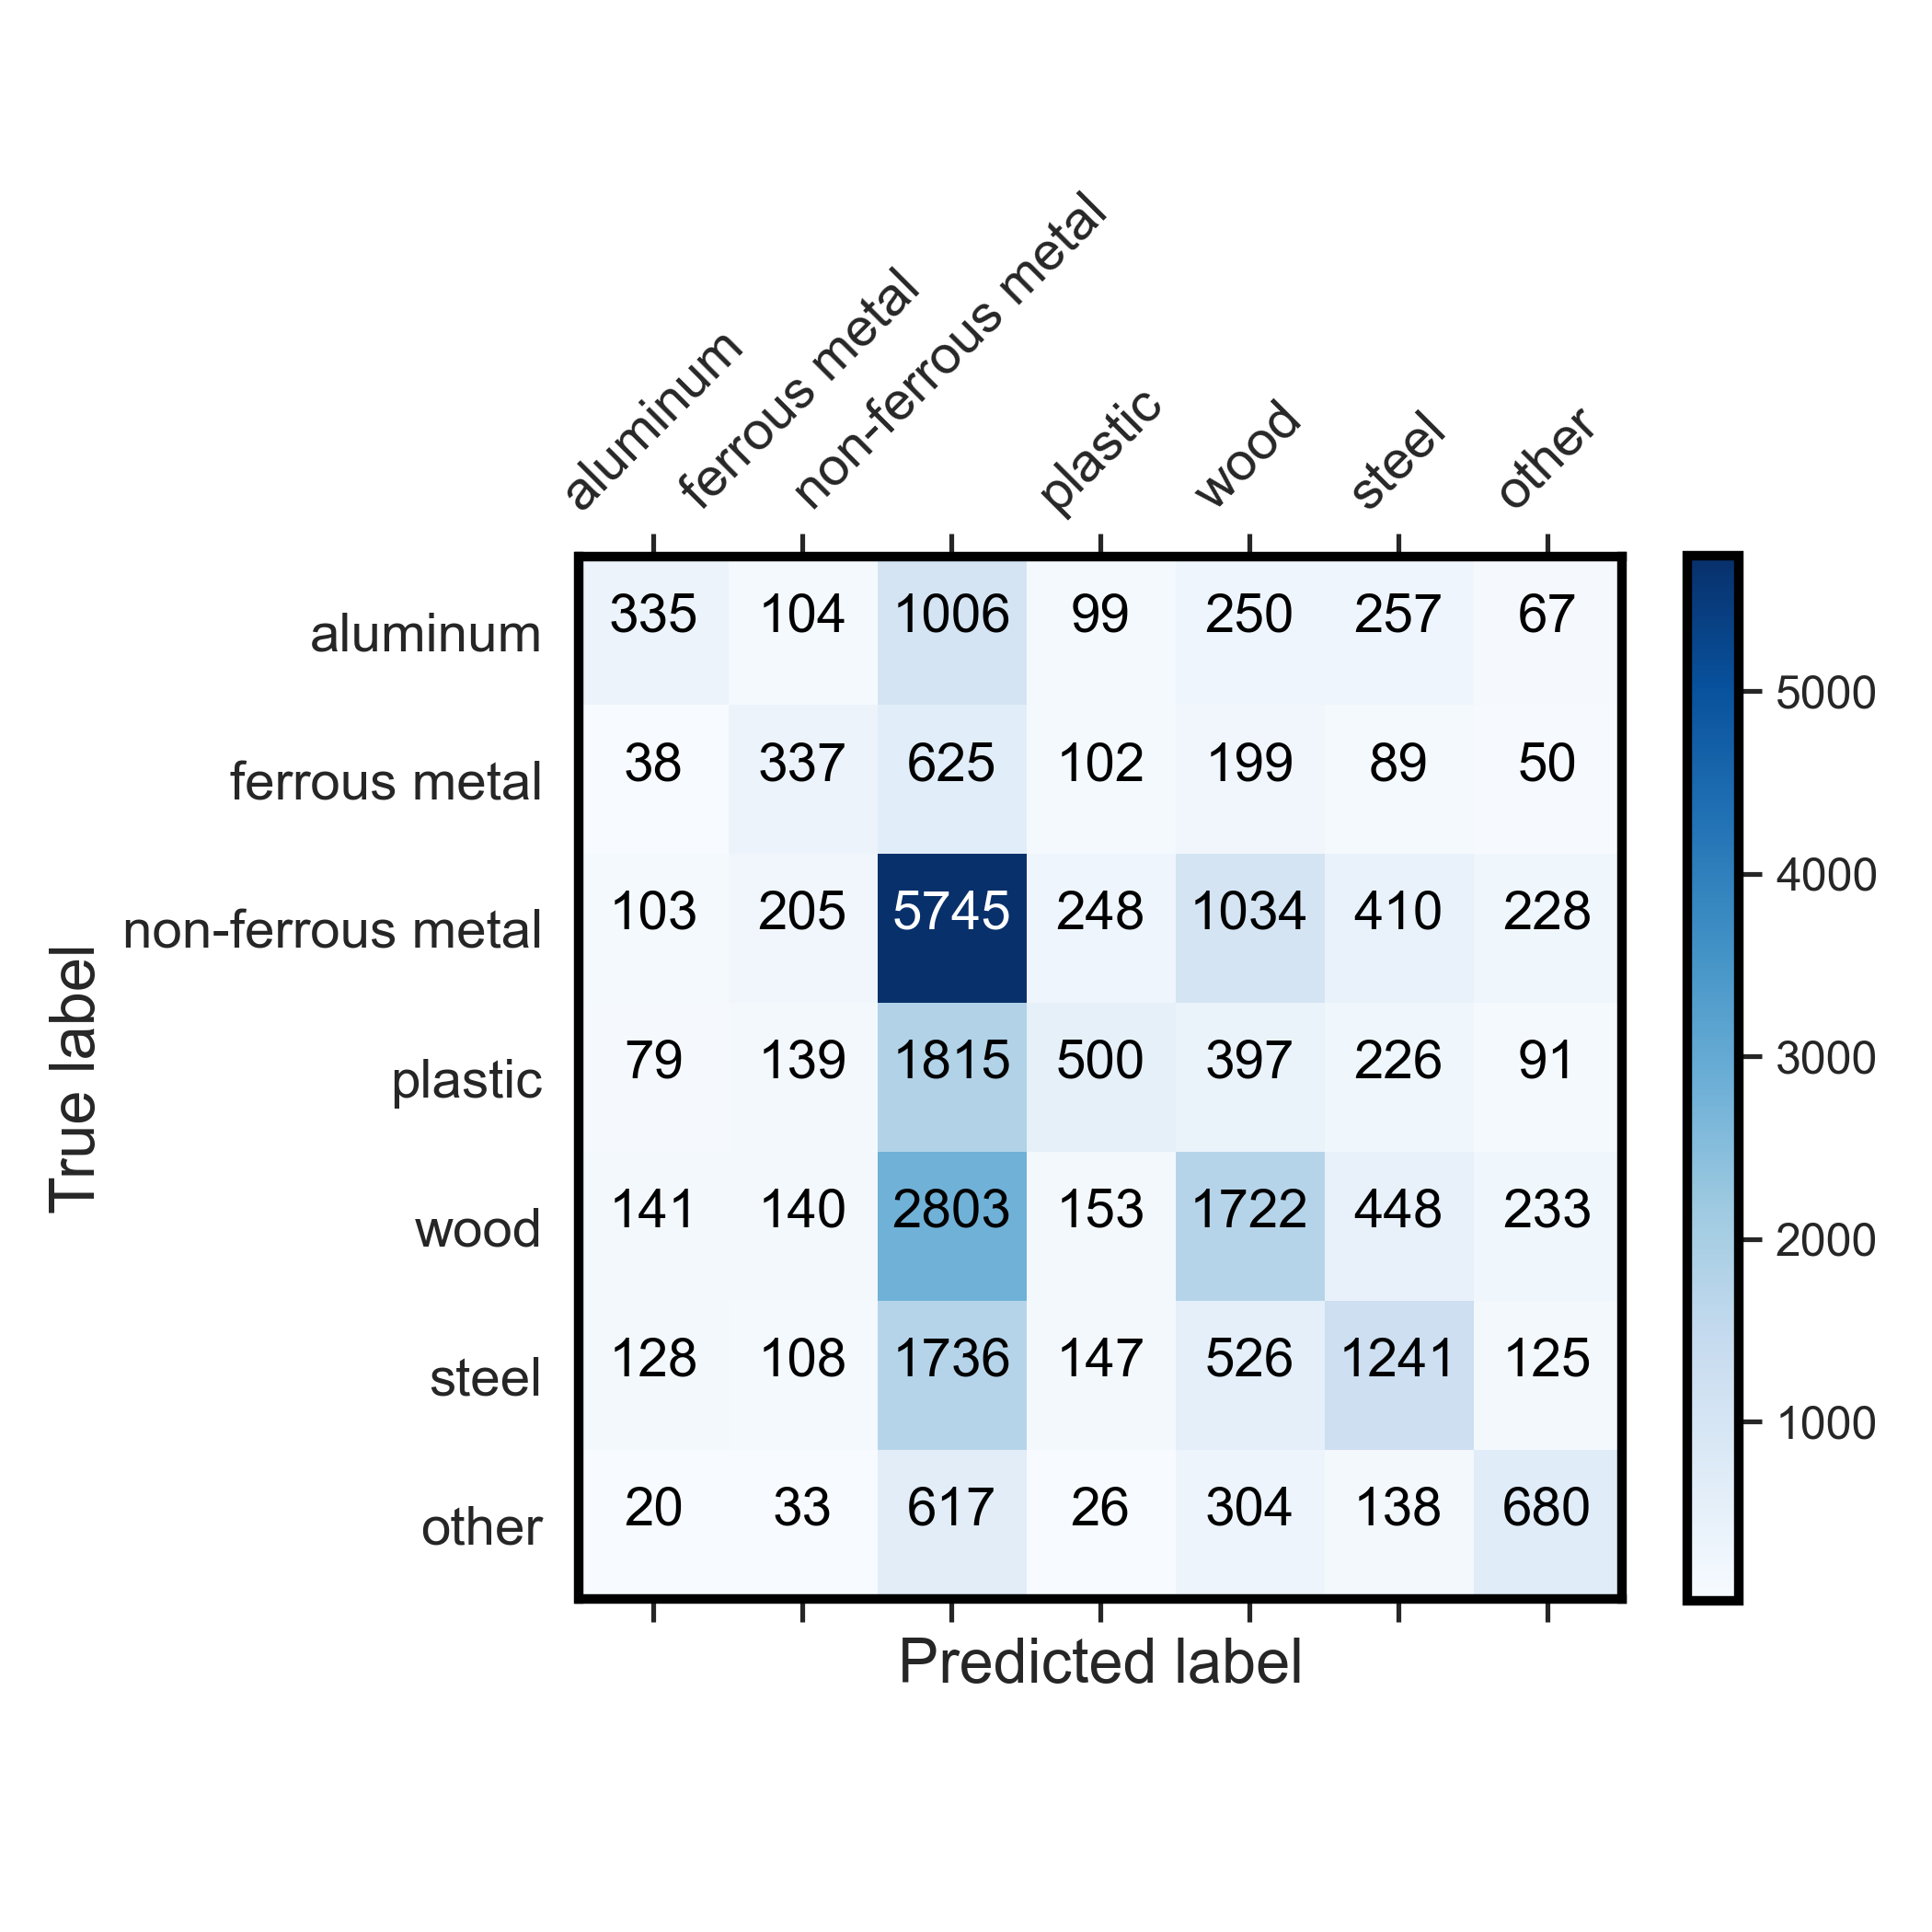 aluminum
ferrous metal
non-ferrous metal
plastic
wood
steel
other
aluminum 335 104 1006 99 250 257 67
ferrous metal 38 337 625 102 199 89 50
non-ferrous metal 103 205 5745 248 1034 410 228
plastic 79 139 1815 500 397 226 91
wood 141 140 2803 153 1722 448 233
steel 128 108 1736 147 526 1241 125
other 20 33 617 26 304 138 680
True label
Predicted label
5000
4000
3000
2000
1000